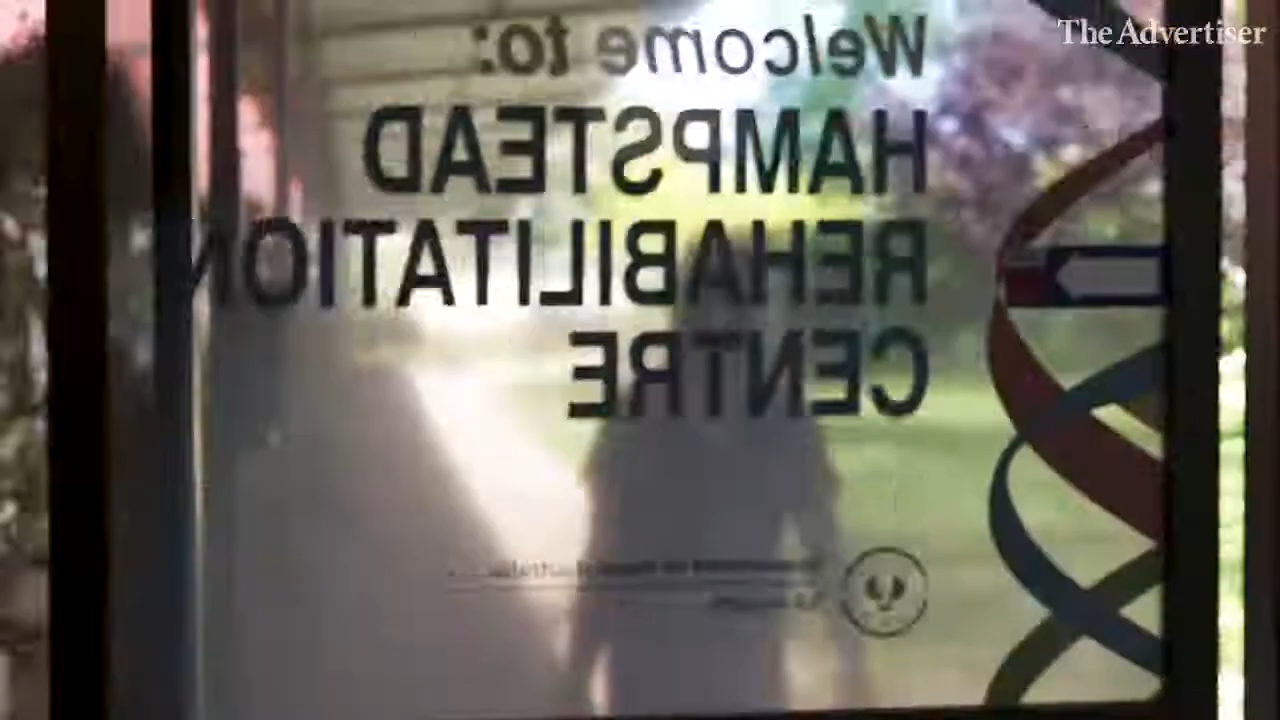 The Advertiser
Welcome to:
HAMPSTEAD
REHABILITATION
CENTRE